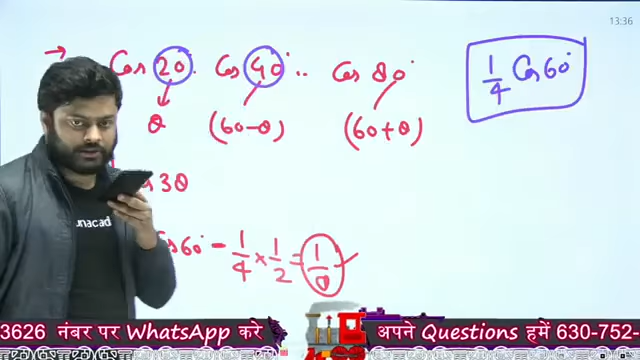 13:36
→ Cos 20°. Cos 40°.. Cos 80°
1/4 Cos 60°
θ (60-θ) (60+θ)
3θ
60° - 1/4 × 1/2 = 1/8
3626 नंबर पर WhatsApp करे
अपने Questions हमें 630-752-